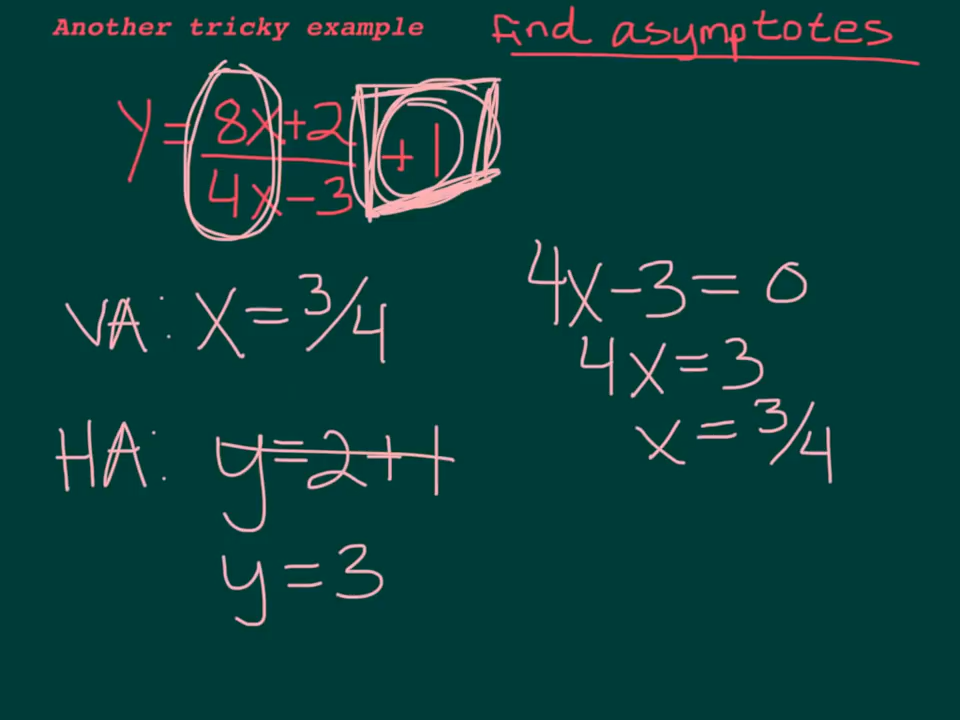 Another tricky example
find asymptotes
y = 8x+2/4x-3 + 1
VA: x = 3/4
HA: y = 2 + 1
y = 3
4x - 3 = 0
4x = 3
x = 3/4